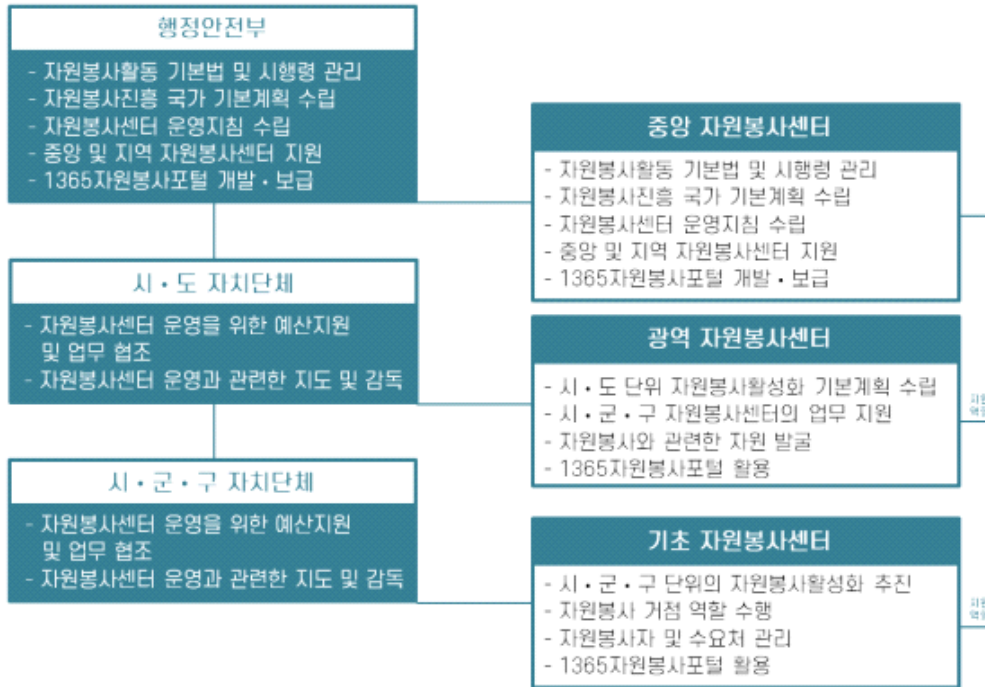 행정안전부
- 자원봉사활동 기본법 및 시행령 관리
- 자원봉사진흥 국가 기본계획 수립
- 자원봉사센터 운영지침 수립
- 중앙 및 지역 자원봉사센터 지원
- 1365자원봉사포털 개발·보급
중앙 자원봉사센터
- 자원봉사활동 기본법 및 시행령 관리
- 자원봉사진흥 국가 기본계획 수립
- 자원봉사센터 운영지침 수립
- 중앙 및 지역 자원봉사센터 지원
- 1365자원봉사포털 개발·보급
시·도 자치단체
- 자원봉사센터 운영을 위한 예산지원
및 업무 협조
- 자원봉사센터 운영과 관련한 지도 및 감독
광역 자원봉사센터
- 시·도 단위 자원봉사활성화 기본계획 수립
- 시·군·구 자원봉사센터의 업무 지원
- 자원봉사와 관련한 자원 발굴
- 1365자원봉사포털 활용
시·군·구 자치단체
- 자원봉사센터 운영을 위한 예산지원
및 업무 협조
- 자원봉사센터 운영과 관련한 지도 및 감독
기초 자원봉사센터
- 시·군·구 단위의 자원봉사활성화 추진
- 자원봉사 거점 역할 수행
- 자원봉사자 및 수요처 관리
- 1365자원봉사포털 활용